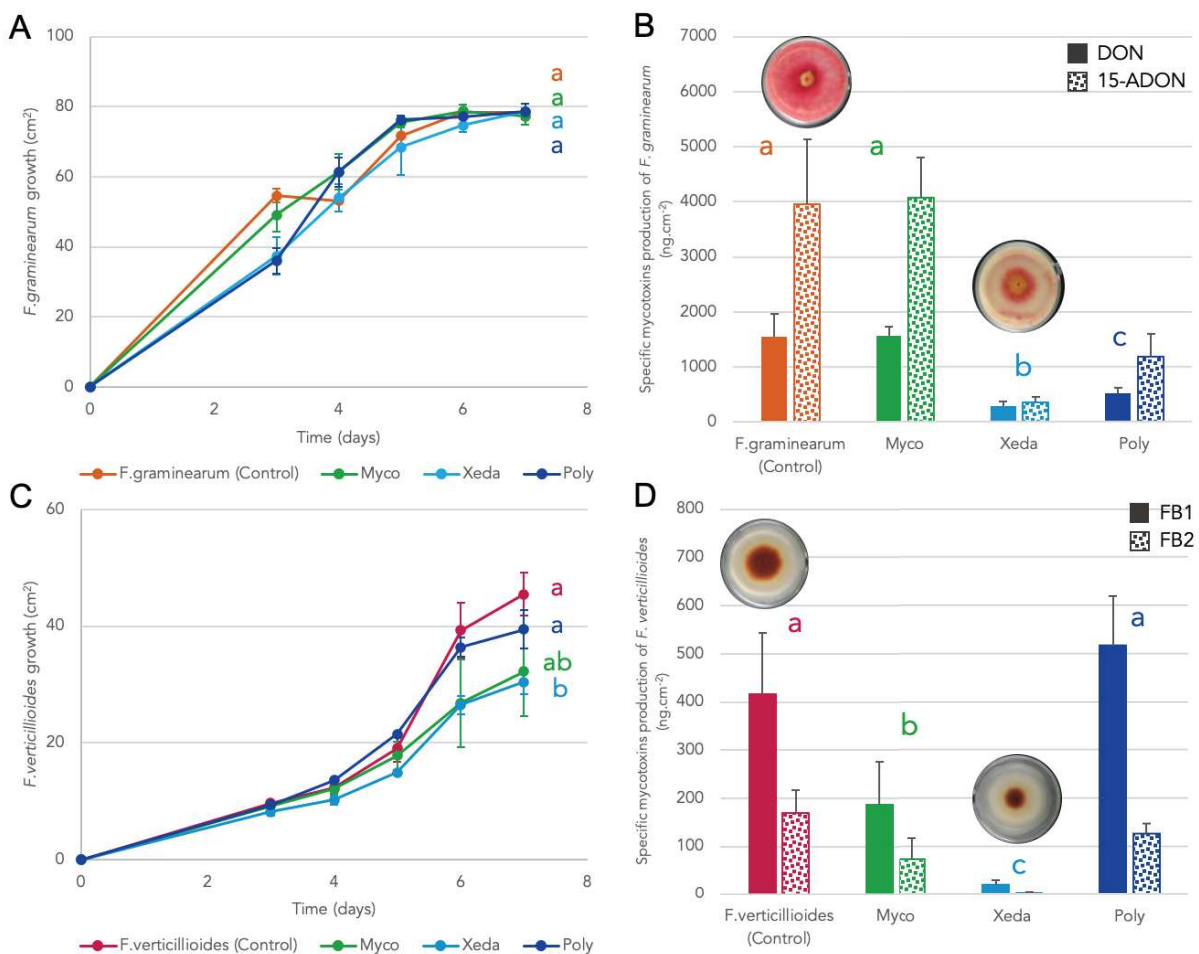 A
F.graminearum growth (cm²)
100
80
60
40
20
0
0 2 4 6 8
Time (days)
a
a
a
a
F.graminearum (Control) Myco Xeda Poly
B
Specific mycotoxins production of F. graminearum
(ng.cm⁻²)
7000
6000
5000
4000
3000
2000
1000
0
DON
15-ADON
a a b c
F.graminearum
(Control)
Myco Xeda Poly
C
F.verticillioides growth (cm²)
60
40
20
0
0 2 4 6 8
Time (days)
a
a
ab
b
F.verticillioides (Control) Myco Xeda Poly
D
Specific mycotoxins production of F. verticillioides
(ng.cm⁻²)
800
700
600
500
400
300
200
100
0
FB1
FB2
a b c a
F.verticillioides
(Control)
Myco Xeda Poly